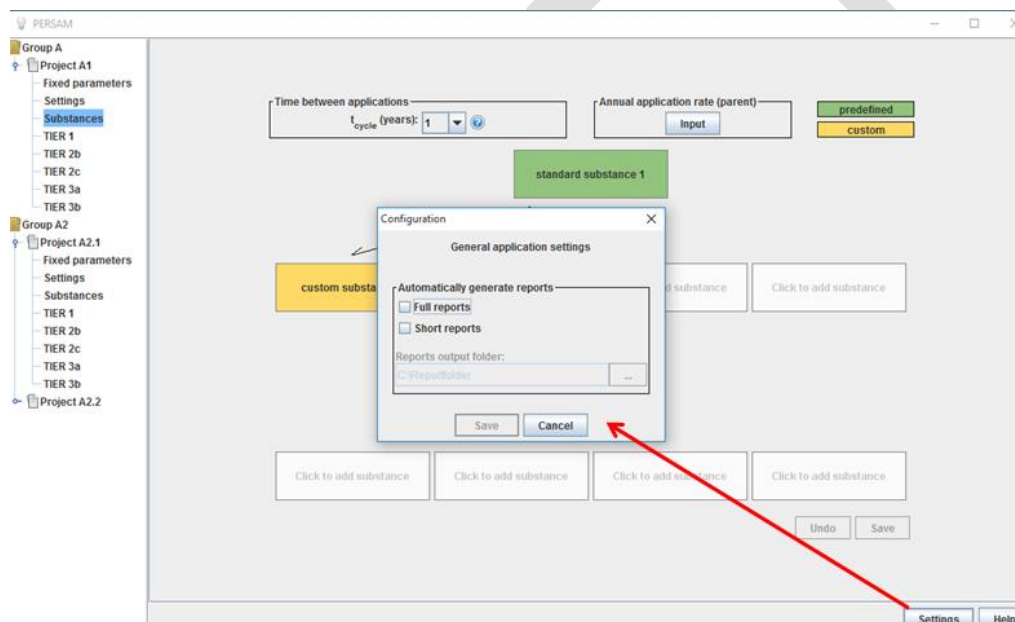 PERSAM
Group A
Project A1
Fixed parameters
Settings
Substances
TIER 1
TIER 2b
TIER 2c
TIER 3a
TIER 3b
Group A2
Project A2.1
Fixed parameters
Settings
Substances
TIER 1
TIER 2b
TIER 2c
TIER 3a
TIER 3b
Project A2.2
Time between applications
tcycle (years): 1
Annual application rate (parent)
Input
predefined
custom
standard substance 1
custom substa
d substance
Click to add substance
Configuration
General application settings
Automatically generate reports
Full reports
Short reports
Reports output folder:
C:\Reportfolder
...
Save
Cancel
Click to add substance
Click to add substance
Click to add substance
Click to add substance
Undo
Save
Settings
Help